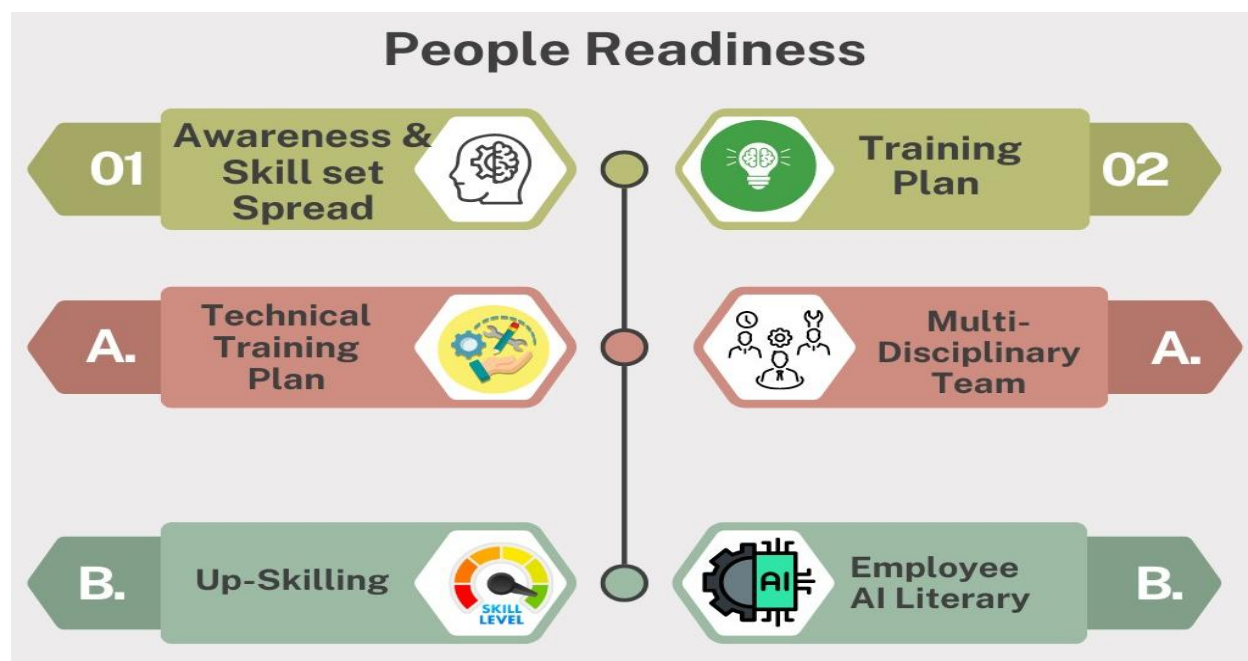 People Readiness
01
Awareness &
Skill set
Spread
Training
Plan
02
A.
Technical
Training
Plan
Multi-
Disciplinary
Team
A.
B.
Up-Skilling
SKILL
LEVEL
AI
Employee
AI Literary
B.